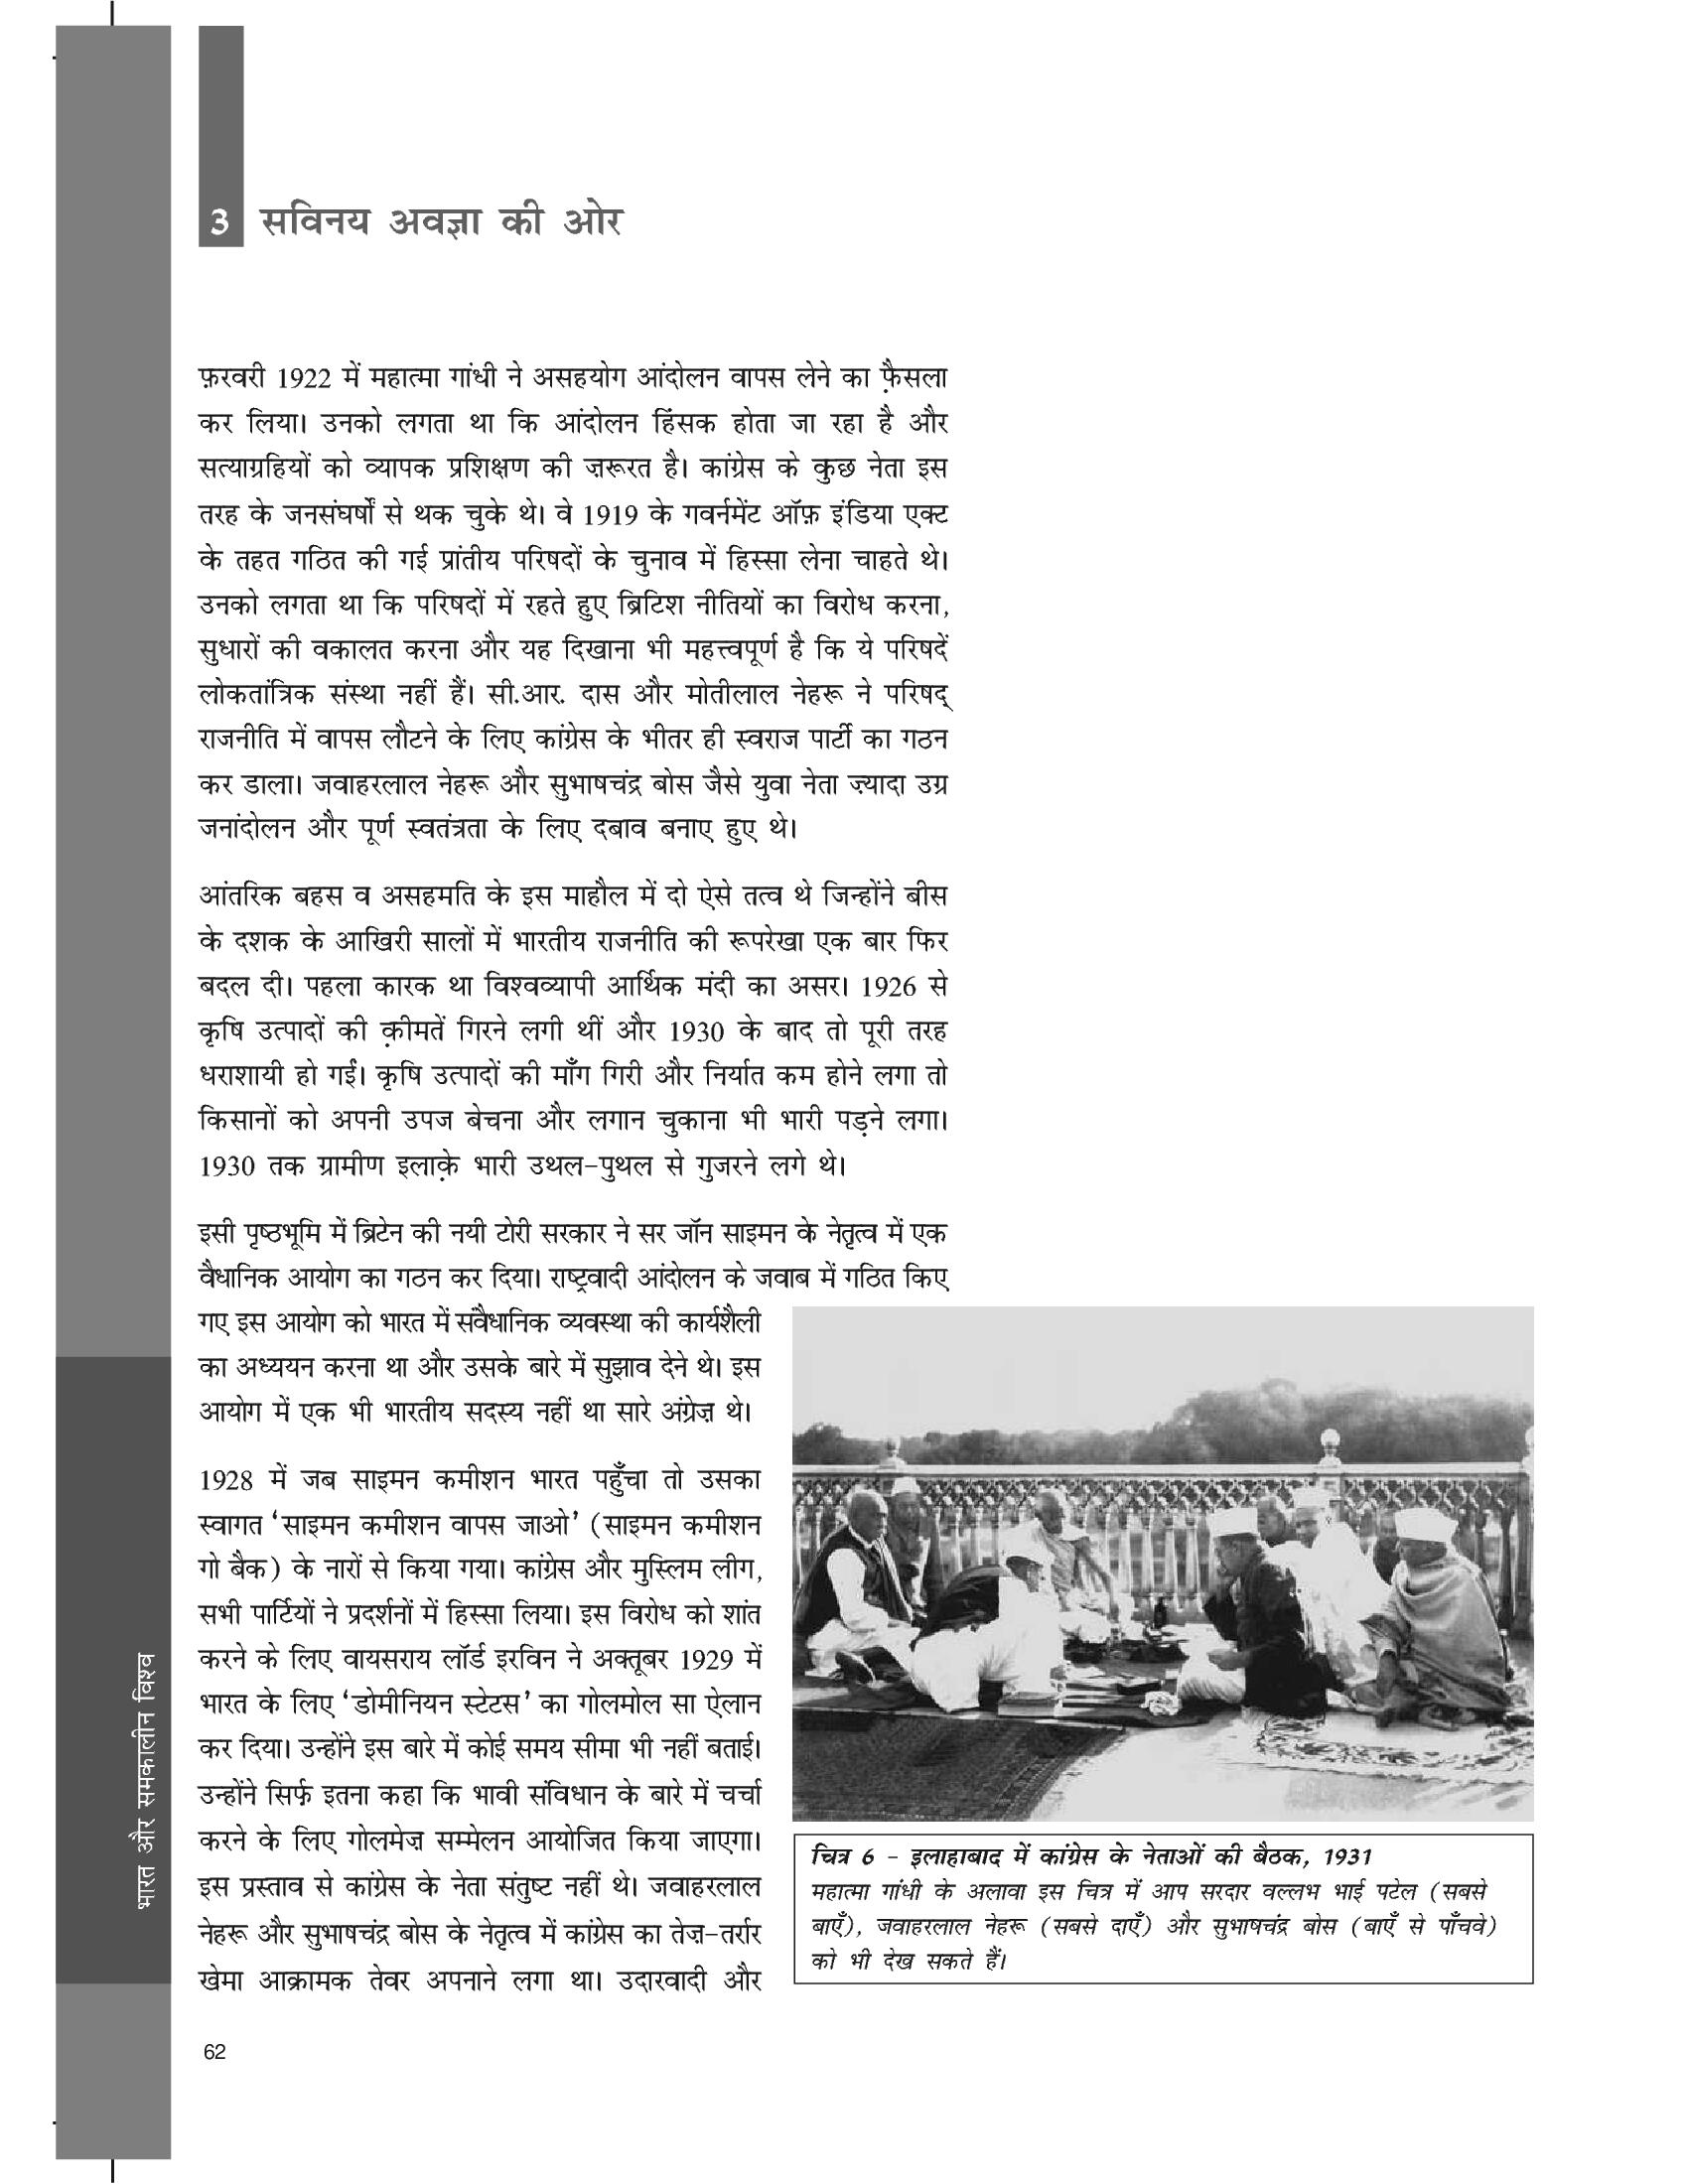 3 सविनय अवज्ञा की ओर
फ़रवरी 1922 में महात्मा गांधी ने असहयोग आंदोलन वापस लेने का फ़ैसला
कर लिया। उनको लगता था कि आंदोलन हिंसक होता जा रहा है और
सत्याग्रहियों को व्यापक प्रशिक्षण की ज़रूरत है। कांग्रेस के कुछ नेता इस
तरह के जनसंघर्षों से थक चुके थे। वे 1919 के गवर्नमेंट ऑफ़ इंडिया एक्ट
के तहत गठित की गई प्रांतीय परिषदों के चुनाव में हिस्सा लेना चाहते थे।
उनको लगता था कि परिषदों में रहते हुए ब्रिटिश नीतियों का विरोध करना,
सुधारों की वकालत करना और यह दिखाना भी महत्त्वपूर्ण है कि ये परिषदें
लोकतांत्रिक संस्था नहीं हैं। सी.आर. दास और मोतीलाल नेहरू ने परिषद्
राजनीति में वापस लौटने के लिए कांग्रेस के भीतर ही स्वराज पार्टी का गठन
कर डाला। जवाहरलाल नेहरू और सुभाषचंद्र बोस जैसे युवा नेता ज़्यादा उग्र
जनांदोलन और पूर्ण स्वतंत्रता के लिए दबाव बनाए हुए थे।
आंतरिक बहस व असहमति के इस माहौल में दो ऐसे तत्व थे जिन्होंने बीस
के दशक के आखिरी सालों में भारतीय राजनीति की रूपरेखा एक बार फिर
बदल दी। पहला कारक था विश्वव्यापी आर्थिक मंदी का असर। 1926 से
कृषि उत्पादों की क़ीमतें गिरने लगी थीं और 1930 के बाद तो पूरी तरह
धराशायी हो गईं। कृषि उत्पादों की माँग गिरी और निर्यात कम होने लगा तो
किसानों को अपनी उपज बेचना और लगान चुकाना भी भारी पड़ने लगा।
1930 तक ग्रामीण इलाक़े भारी उथल-पुथल से गुजरने लगे थे।
इसी पृष्ठभूमि में ब्रिटेन की नयी टोरी सरकार ने सर जॉन साइमन के नेतृत्व में एक
वैधानिक आयोग का गठन कर दिया। राष्ट्रवादी आंदोलन के जवाब में गठित किए
गए इस आयोग को भारत में संवैधानिक व्यवस्था की कार्यशैली
का अध्ययन करना था और उसके बारे में सुझाव देने थे। इस
आयोग में एक भी भारतीय सदस्य नहीं था सारे अंग्रेज़ थे।
1928 में जब साइमन कमीशन भारत पहुँचा तो उसका
स्वागत ‘साइमन कमीशन वापस जाओ’ (साइमन कमीशन
गो बैक) के नारों से किया गया। कांग्रेस और मुस्लिम लीग,
सभी पार्टियों ने प्रदर्शनों में हिस्सा लिया। इस विरोध को शांत
करने के लिए वायसराय लॉर्ड इरविन ने अक्तूबर 1929 में
भारत के लिए ‘डोमीनियन स्टेटस’ का गोलमोल सा ऐलान
कर दिया। उन्होंने इस बारे में कोई समय सीमा भी नहीं बताई।
उन्होंने सिर्फ़ इतना कहा कि भावी संविधान के बारे में चर्चा
करने के लिए गोलमेज़ सम्मेलन आयोजित किया जाएगा।
इस प्रस्ताव से कांग्रेस के नेता संतुष्ट नहीं थे। जवाहरलाल
नेहरू और सुभाषचंद्र बोस के नेतृत्व में कांग्रेस का तेज़-तर्रार
खेमा आक्रामक तेवर अपनाने लगा था। उदारवादी और
चित्र 6 - इलाहाबाद में कांग्रेस के नेताओं की बैठक, 1931
महात्मा गांधी के अलावा इस चित्र में आप सरदार वल्लभ भाई पटेल (सबसे
बाएँ), जवाहरलाल नेहरू (सबसे दाएँ) और सुभाषचंद्र बोस (बाएँ से पाँचवे)
को भी देख सकते हैं।
भारत और समकालीन विश्व
62